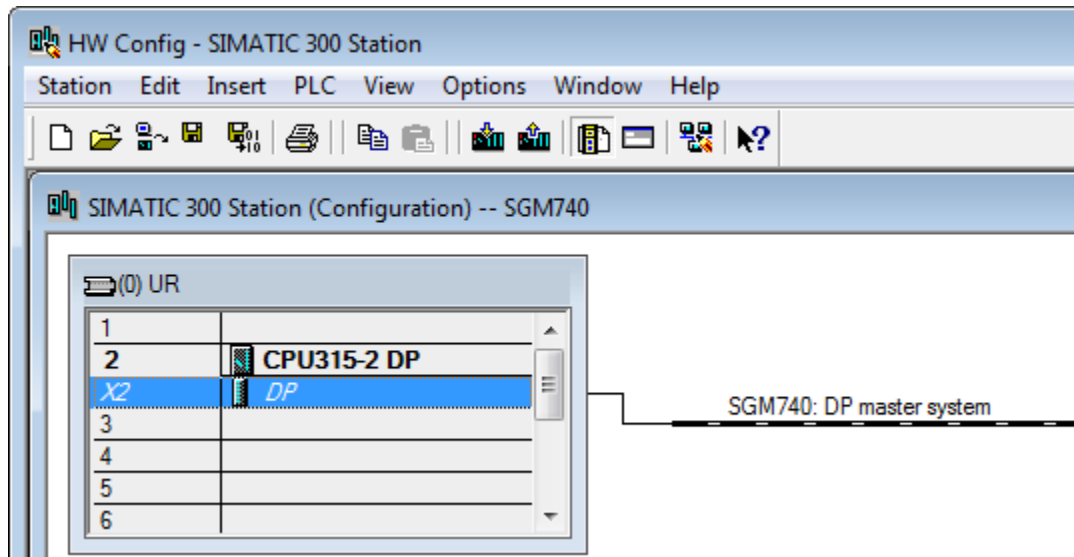 HW Config - SIMATIC 300 Station
Station Edit Insert PLC View Options Window Help
SIMATIC 300 Station (Configuration) -- SGM740
(0) UR
1
2 CPU315-2 DP
X2 DP
3
4
5
6
SGM740: DP master system